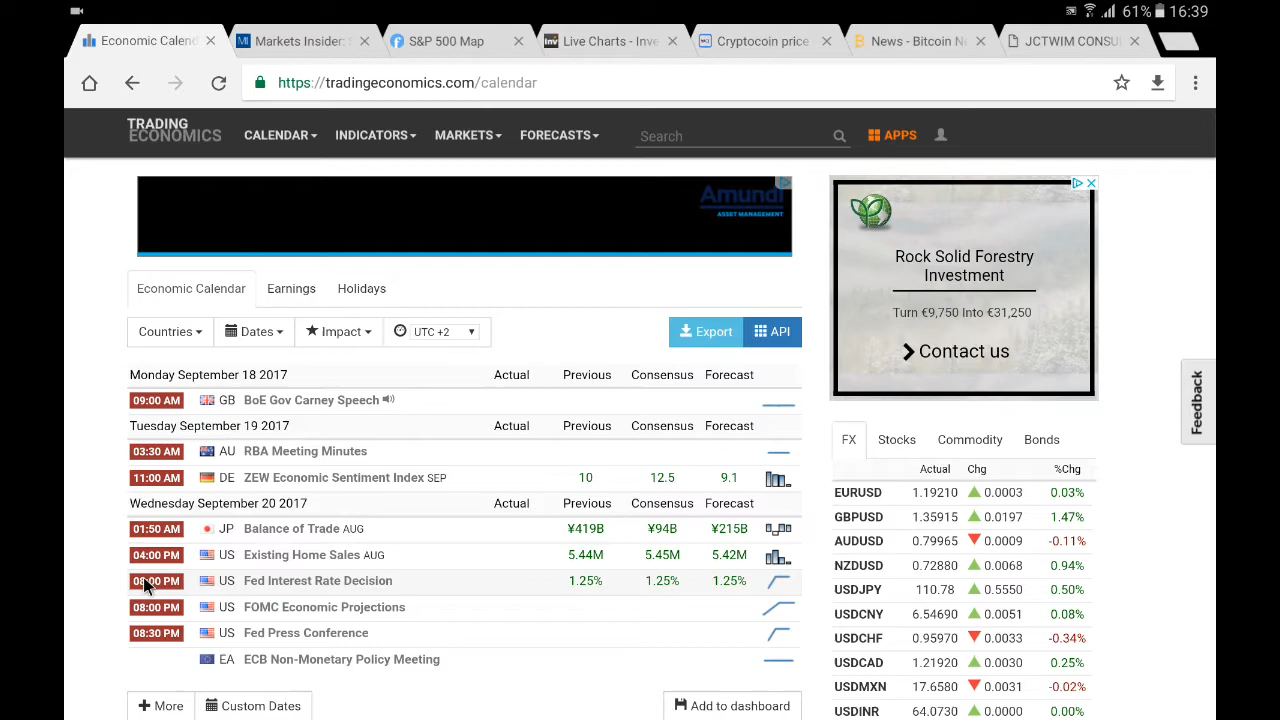 61% 16:39
Economic Calend
Markets Insider: S
S&P 500 Map
Live Charts - Inve
Cryptocoin price
News - Bitcoin N
JCTWIM CONSU
https://tradingeconomics.com/calendar
TRADING ECONOMICS
CALENDAR INDICATORS MARKETS FORECASTS Search APPS
Amundi
ASSET MANAGEMENT
Rock Solid Forestry
Investment
Turn €9,750 Into €31,250
Contact us
Economic Calendar Earnings Holidays
Countries Dates Impact UTC +2 Export API
Monday September 18 2017 Actual Previous Consensus Forecast
09:00 AM GB BoE Gov Carney Speech
Tuesday September 19 2017 Actual Previous Consensus Forecast
03:30 AM AU RBA Meeting Minutes
11:00 AM DE ZEW Economic Sentiment Index SEP 10 12.5 9.1
Wednesday September 20 2017 Actual Previous Consensus Forecast
01:50 AM JP Balance of Trade AUG ¥419B ¥94B ¥215B
04:00 PM US Existing Home Sales AUG 5.44M 5.45M 5.42M
08:00 PM US Fed Interest Rate Decision 1.25% 1.25% 1.25%
08:00 PM US FOMC Economic Projections
08:30 PM US Fed Press Conference
EA ECB Non-Monetary Policy Meeting
More Custom Dates Add to dashboard
Feedback
FX Stocks Commodity Bonds
Actual Chg %Chg
EURUSD 1.19210 0.0003 0.03%
GBPUSD 1.35915 0.0197 1.47%
AUDUSD 0.79965 0.0009 -0.11%
NZDUSD 0.72880 0.0068 0.94%
USDJPY 110.78 0.5550 0.50%
USDCNY 6.54690 0.0051 0.08%
USDCHF 0.95970 0.0033 -0.34%
USDCAD 1.21920 0.0030 0.25%
USDMXN 17.6580 0.0031 -0.02%
USDINR 64.0730 0.0000 0.00%